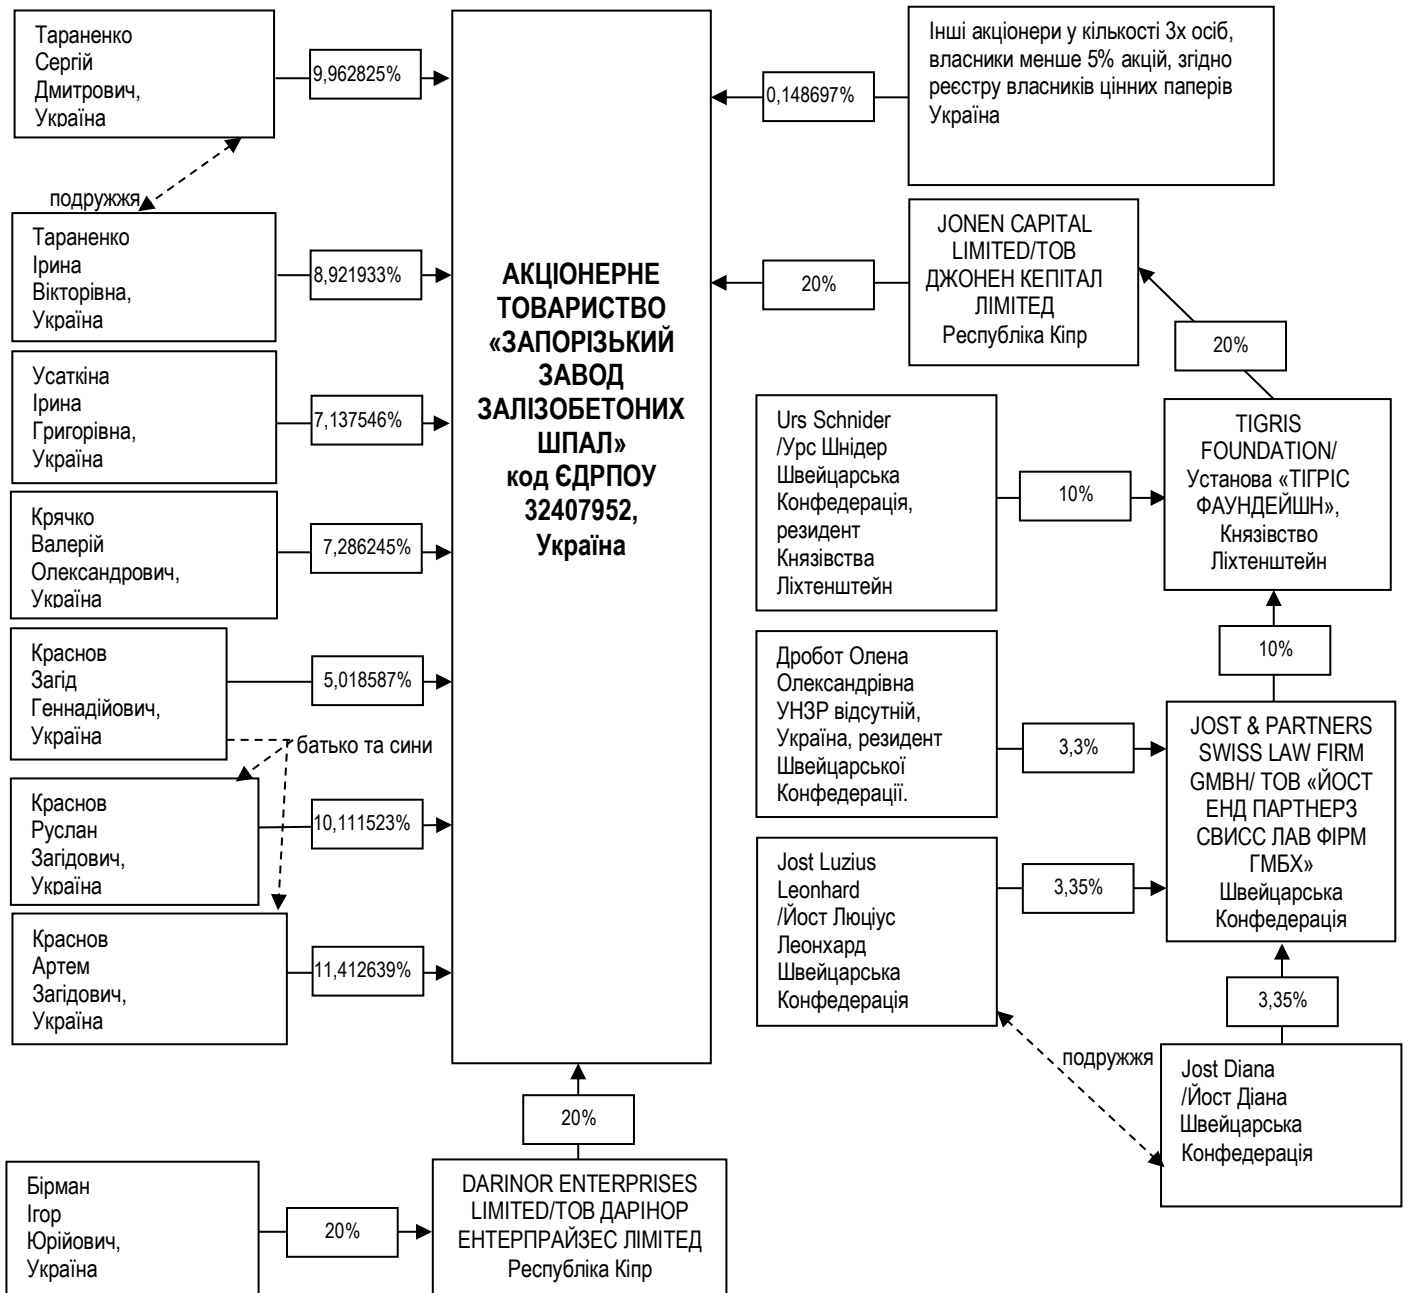 Тараненко
Сергій
Дмитрович,
Україна
9,962825%
подружжя
Тараненко
Ірина
Вікторівна,
Україна
8,921933%
Усаткіна
Ірина
Григорівна,
Україна
7,137546%
Крячко
Валерій
Олександрович,
Україна
7,286245%
Краснов
Загід
Геннадійович,
Україна
5,018587%
батько та сини
Краснов
Руслан
Загідович,
Україна
10,111523%
Краснов
Артем
Загідович,
Україна
11,412639%
АКЦІОНЕРНЕ
ТОВАРИСТВО
«ЗАПОРІЗЬКИЙ
ЗАВОД
ЗАЛІЗОБЕТОНИХ
ШПАЛ»
код ЄДРПОУ
32407952,
Україна
Інші акціонери у кількості 3х осіб,
власники менше 5% акцій, згідно
реєстру власників цінних паперів
Україна
0,148697%
JONEN CAPITAL
LIMITED/ТОВ
ДЖОНЕН КЕПІТАЛ
ЛІМІТЕД
Республіка Кіпр
20%
20%
TIGRIS
FOUNDATION/
Установа «ТІГРІС
ФАУНДЕЙШН»,
Князівство
Ліхтенштейн
Urs Schnider
/Урс Шнідер
Швейцарська
Конфедерація,
резидент
Князівства
Ліхтенштейн
10%
10%
Дробот Олена
Олександрівна
УНЗР відсутній,
Україна, резидент
Швейцарської
Конфедерації.
3,3%
JOST & PARTNERS
SWISS LAW FIRM
GMBH/ ТОВ «ЙОСТ
ЕНД ПАРТНЕРЗ
СВИСС ЛАВ ФІРМ
ГМБХ»
Швейцарська
Конфедерація
Jost Luzius
Leonhard
/Йост Люціус
Леонхард
Швейцарська
Конфедерація
3,35%
3,35%
подружжя
Jost Diana
/Йост Діана
Швейцарська
Конфедерація
20%
Бірман
Ігор
Юрійович,
Україна
20%
DARINOR ENTERPRISES
LIMITED/ТОВ ДАРІНОР
ЕНТЕРПРАЙЗЕС ЛІМІТЕД
Республіка Кіпр